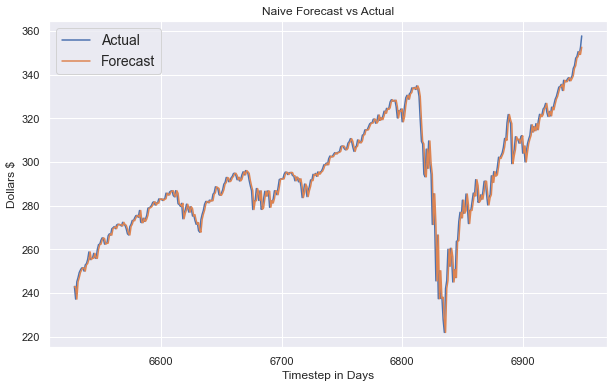 Naive Forecast vs Actual
Actual
Forecast
360
340
320
300
280
260
240
220
Dollars $
6600
6700
6800
6900
Timestep in Days